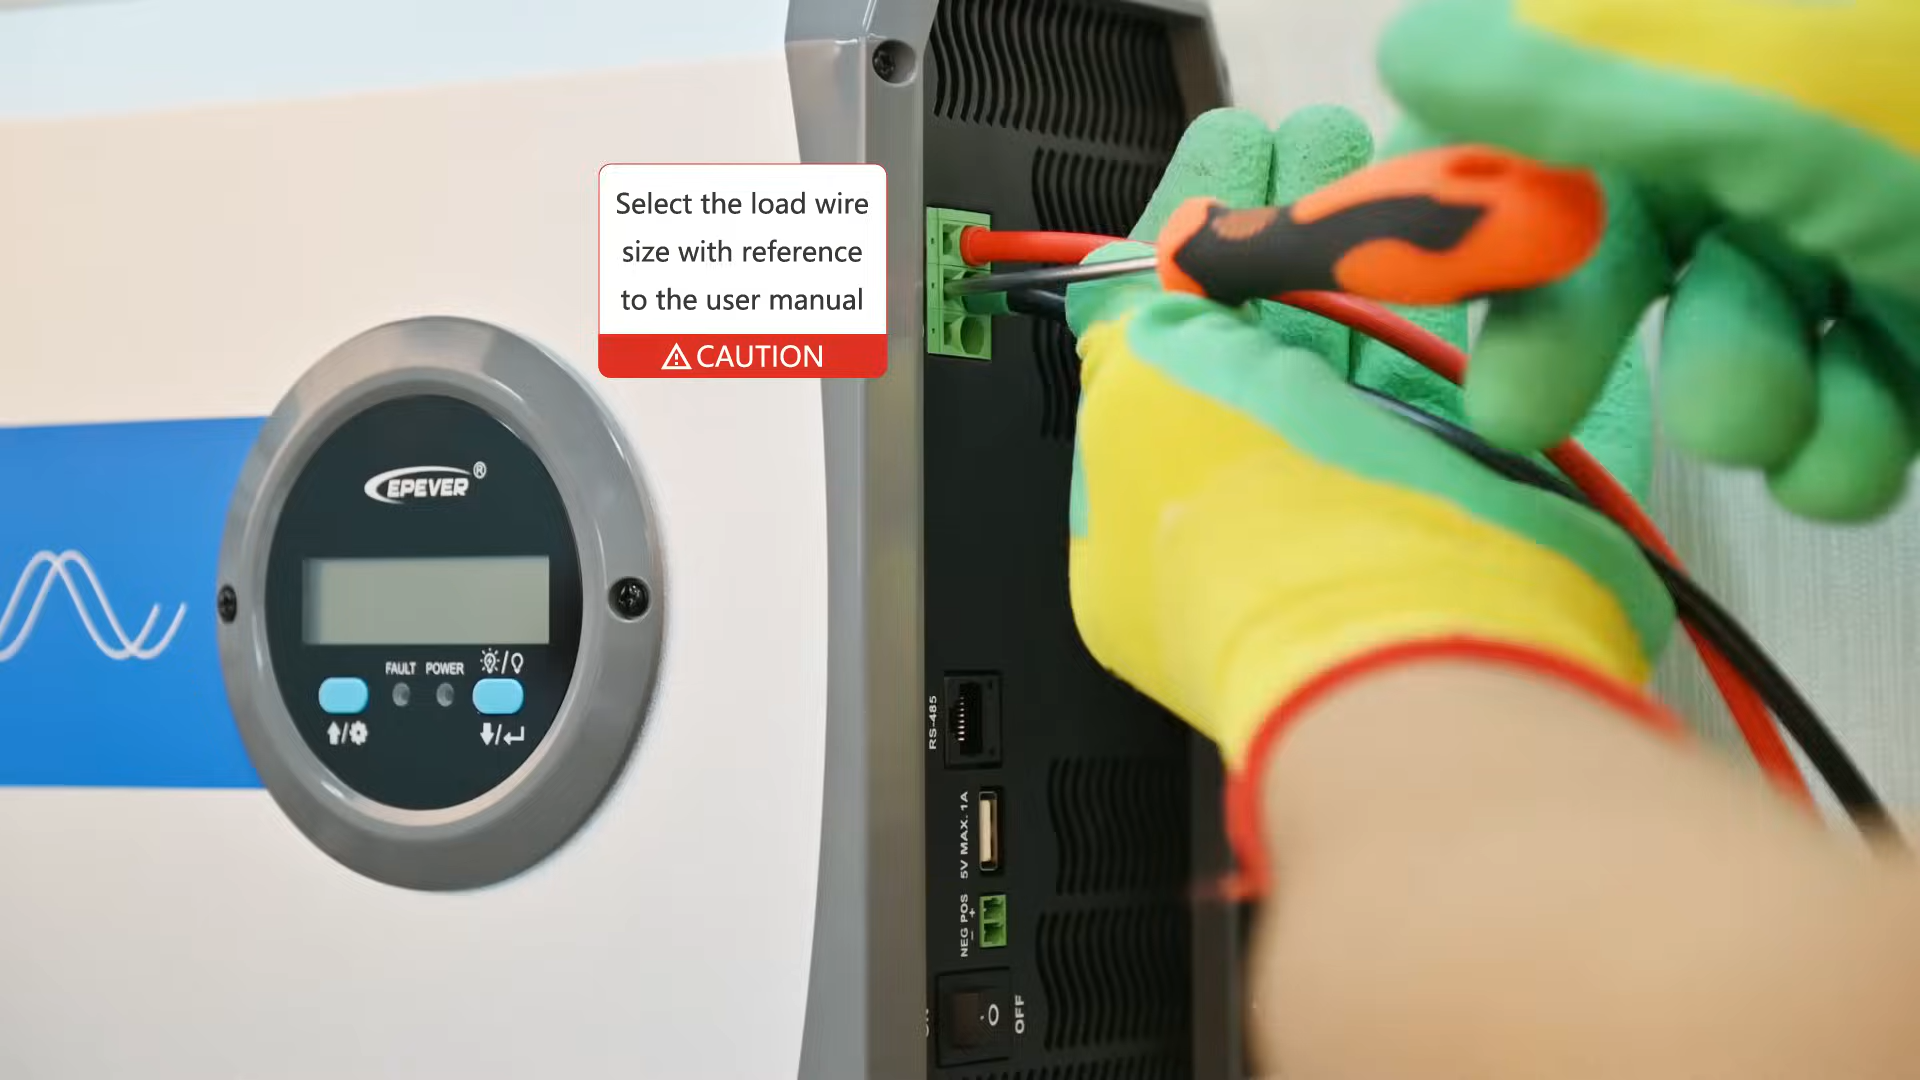 Select the load wire
size with reference
to the user manual
CAUTION
EPEVER®
FAULT POWER
RS-485
5V MAX. 1A
NEG POS
− +
OFF